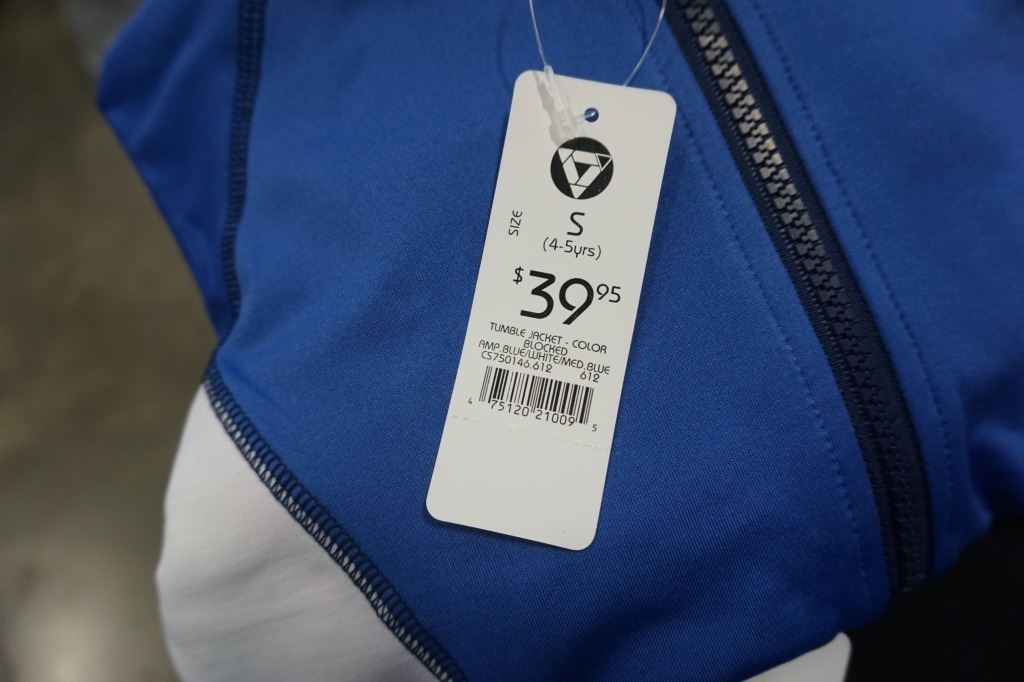 SIZE
S
(4-5yrs)
$39 95
TUMBLE JACKET - COLOR
BLOCKED
AMP.BLUE/WHITE/MED.BLUE
CS750146.612 612
4 75120 21009 5